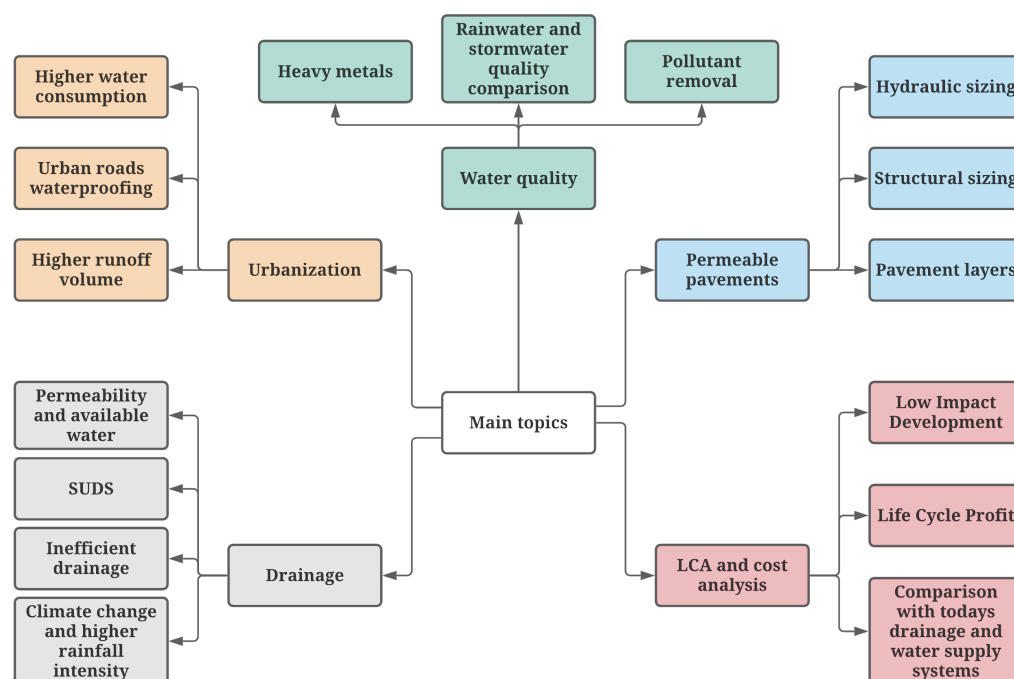 Rainwater and
stormwater
quality
comparison
Heavy metals
Pollutant
removal
Higher water
consumption
Hydraulic sizing
Urban roads
waterproofing
Water quality
Structural sizing
Higher runoff
volume
Urbanization
Permeable
pavements
Pavement layers
Permeability
and available
water
Main topics
Low Impact
Development
SUDS
Life Cycle Profit
Inefficient
drainage
Drainage
LCA and cost
analysis
Climate change
and higher
rainfall
intensity
Comparison
with todays
drainage and
water supply
systems